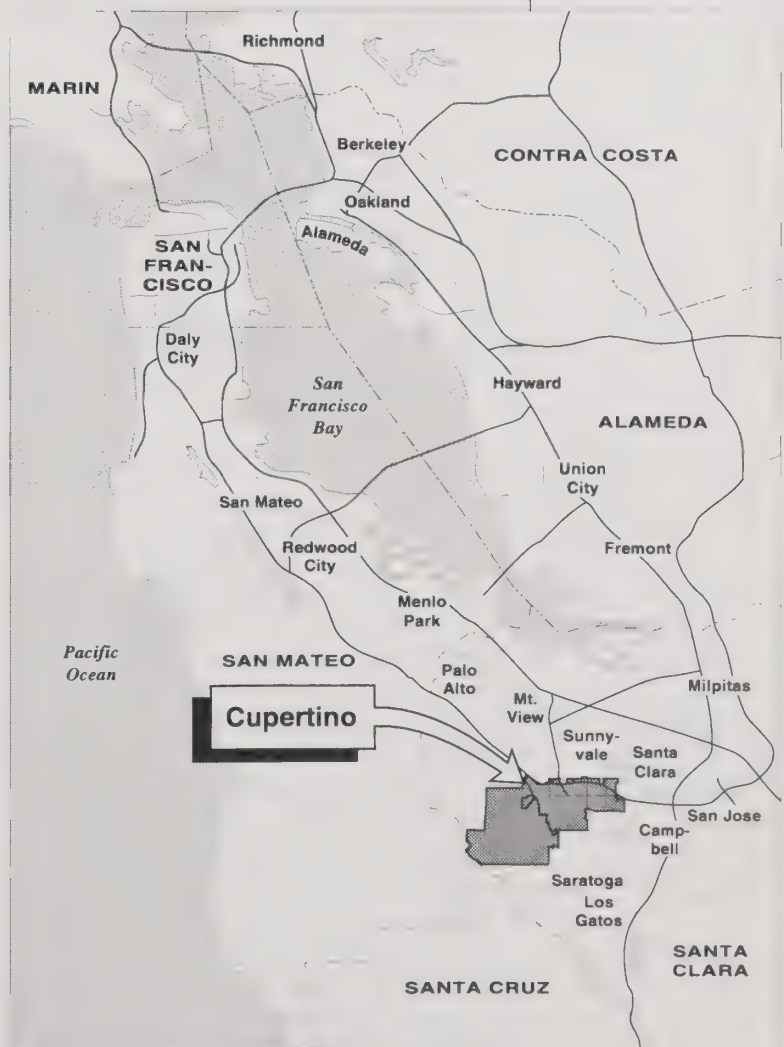 Richmond
MARIN
Berkeley
CONTRA COSTA
Oakland
Alameda
SAN
FRAN-
CISCO
Daly
City
San
Francisco
Bay
Hayward
ALAMEDA
Union
City
San Mateo
Redwood
City
Fremont
Menlo
Park
Pacific
Ocean
SAN MATEO
Palo
Alto
Mt.
View
Milpitas
Cupertino
Sunny-
vale
Santa
Clara
San Jose
Camp-
bell
Saratoga
Los
Gatos
SANTA
CLARA
SANTA CRUZ